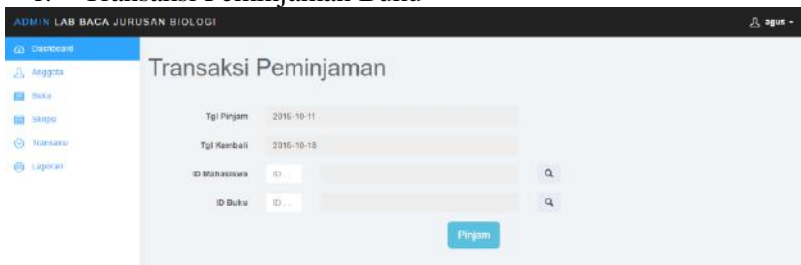 Transaksi Peminjaman Buku
ADMIN LAB BACA JURUSAN BIOLOGI
agus
Dashboard
Anggota
Buku
Skripsi
Transaksi
Laporan
Transaksi Peminjaman
Tgl Pinjam 2016-10-11
Tgl Kembali 2016-10-18
ID Mahasiswa ID ...
ID Buku ID ...
Pinjam